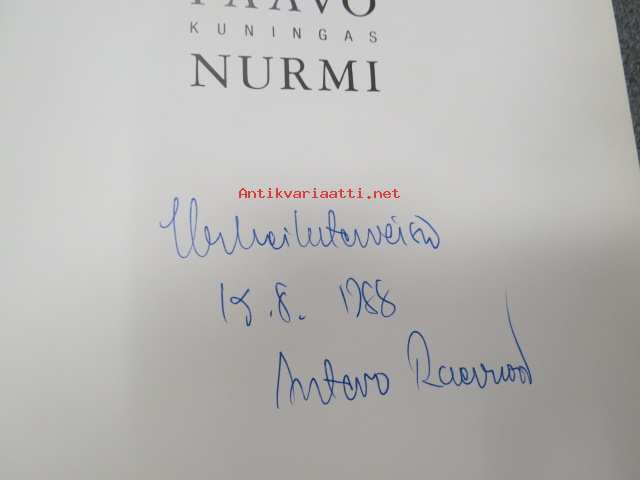 PAAVO
KUNINGAS
NURMI
Antikvariaatti.net
Urheiluterveisin
15.8. 1988
Antero Raevuori